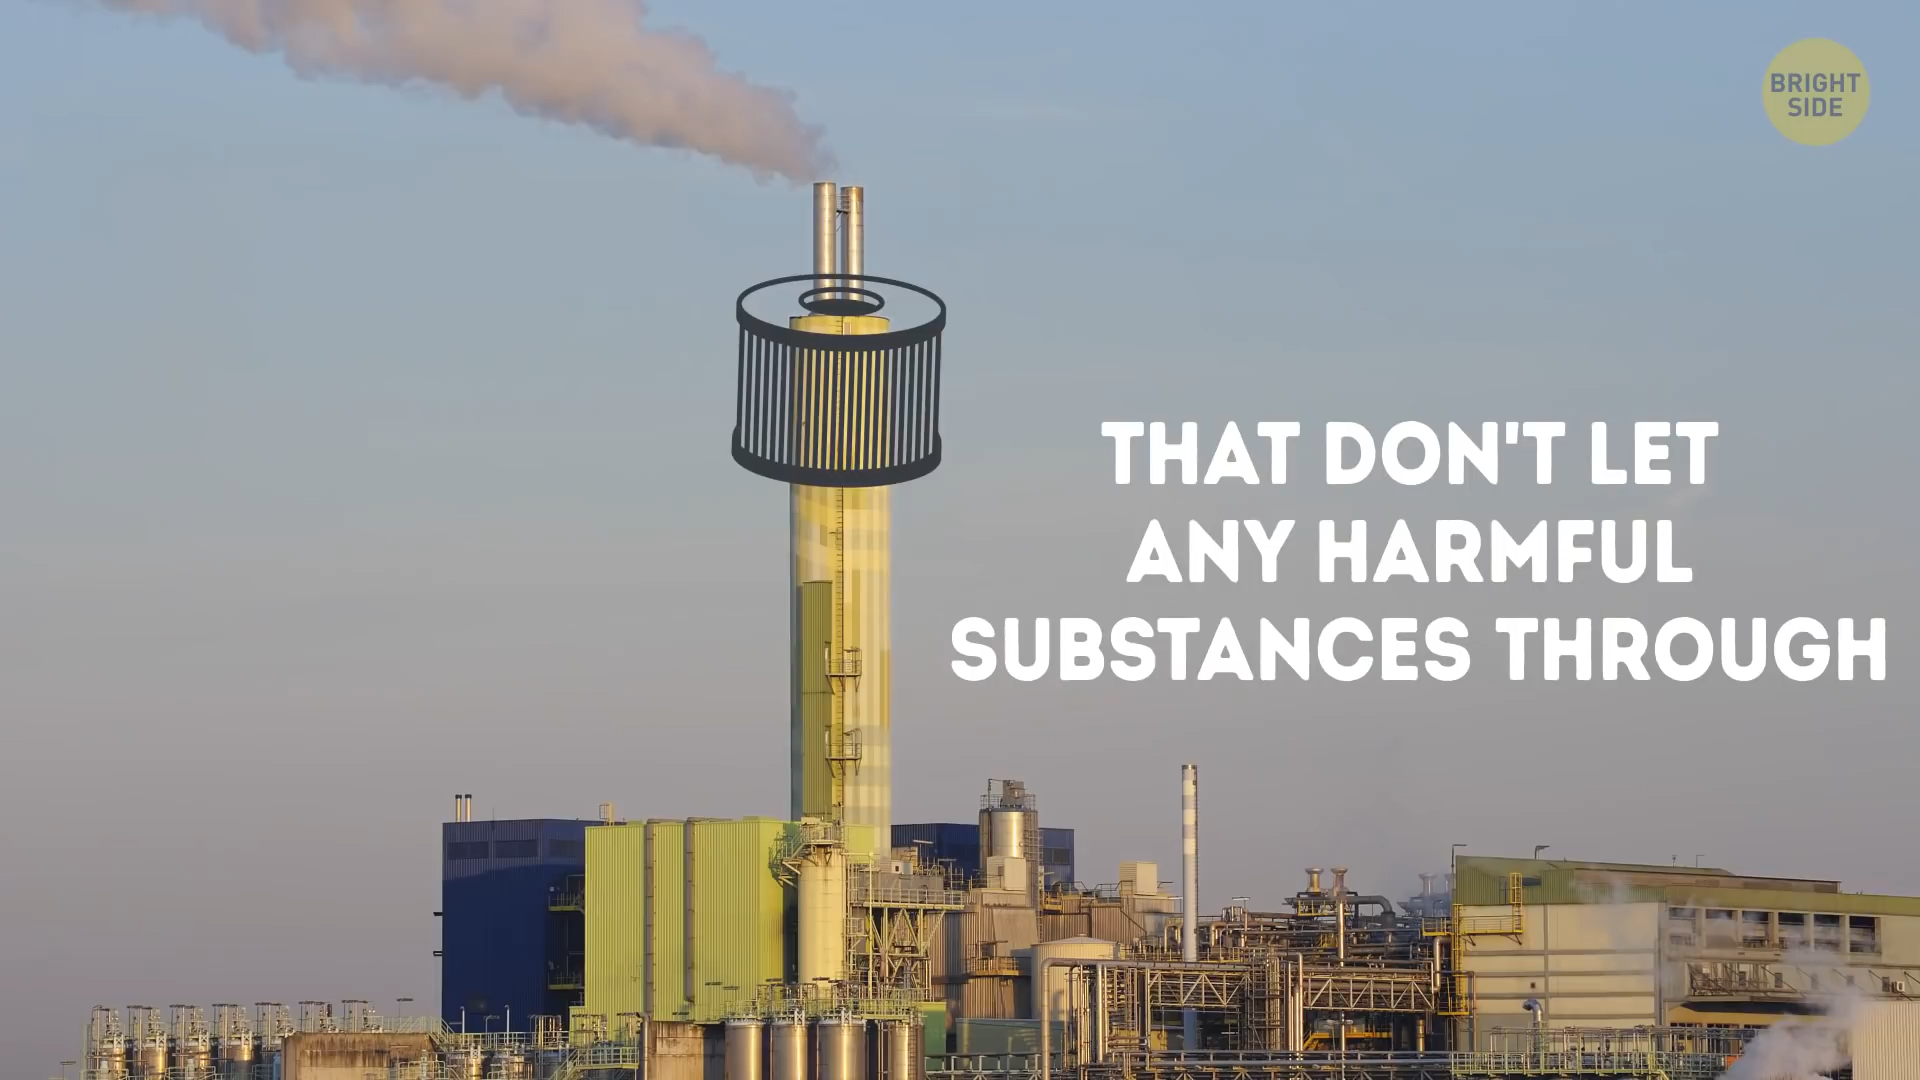 BRIGHT
SIDE
THAT DON'T LET
ANY HARMFUL
SUBSTANCES THROUGH